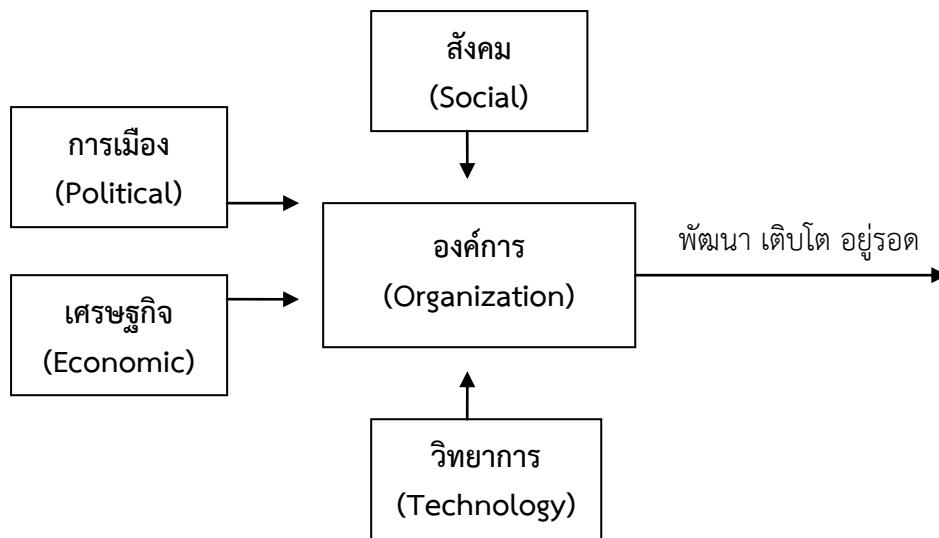 สังคม
(Social)
การเมือง
(Political)
องค์การ
(Organization)
พัฒนา เติบโต อยู่รอด
เศรษฐกิจ
(Economic)
วิทยาการ
(Technology)